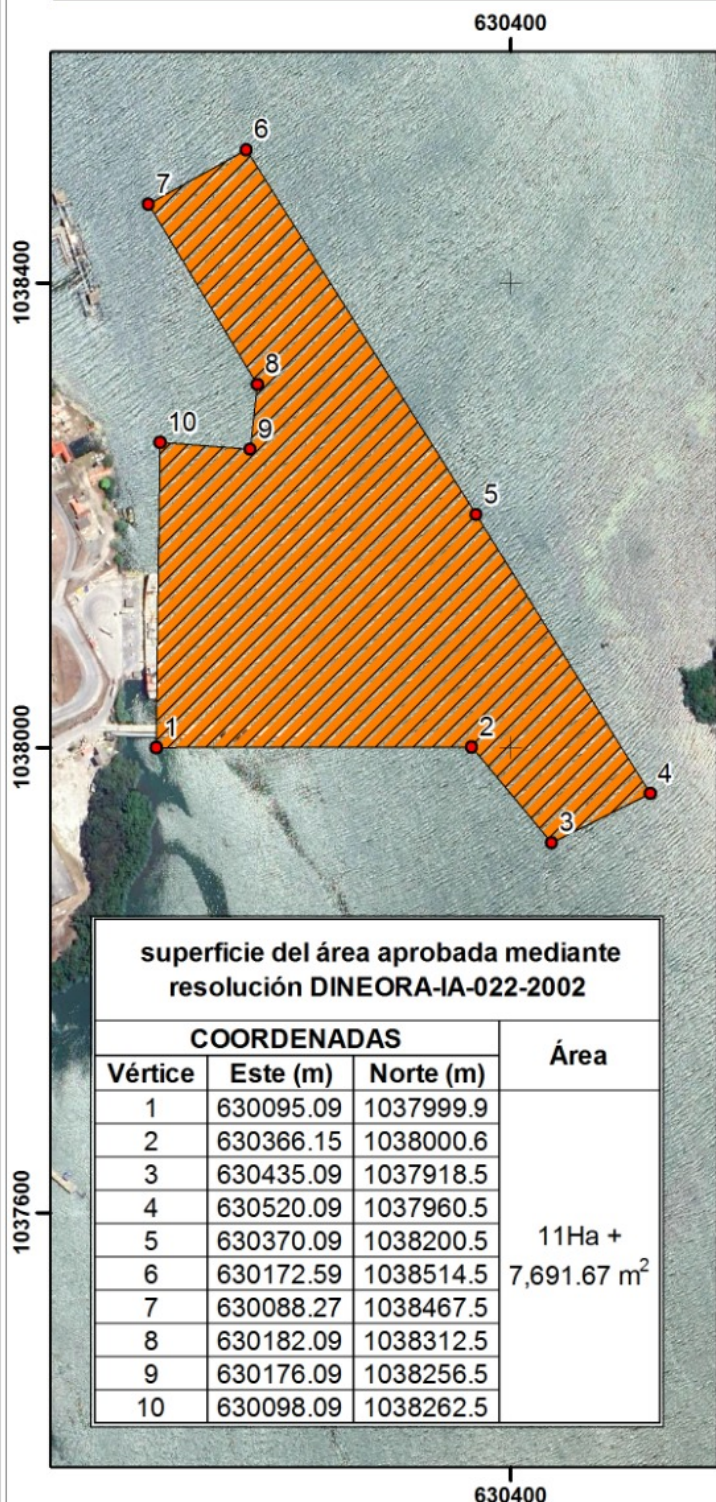 630400
6
7
1038400
8
10
9
5
1038000
1
2
4
3
superficie del área aprobada mediante
resolución DINEORA-IA-022-2002
COORDENADAS Área
Vértice Este (m) Norte (m)
1 630095.09 1037999.9
2 630366.15 1038000.6
3 630435.09 1037918.5
4 630520.09 1037960.5
5 630370.09 1038200.5
6 630172.59 1038514.5
7 630088.27 1038467.5
8 630182.09 1038312.5
9 630176.09 1038256.5
10 630098.09 1038262.5
11Ha +
7,691.67 m²
1037600
630400